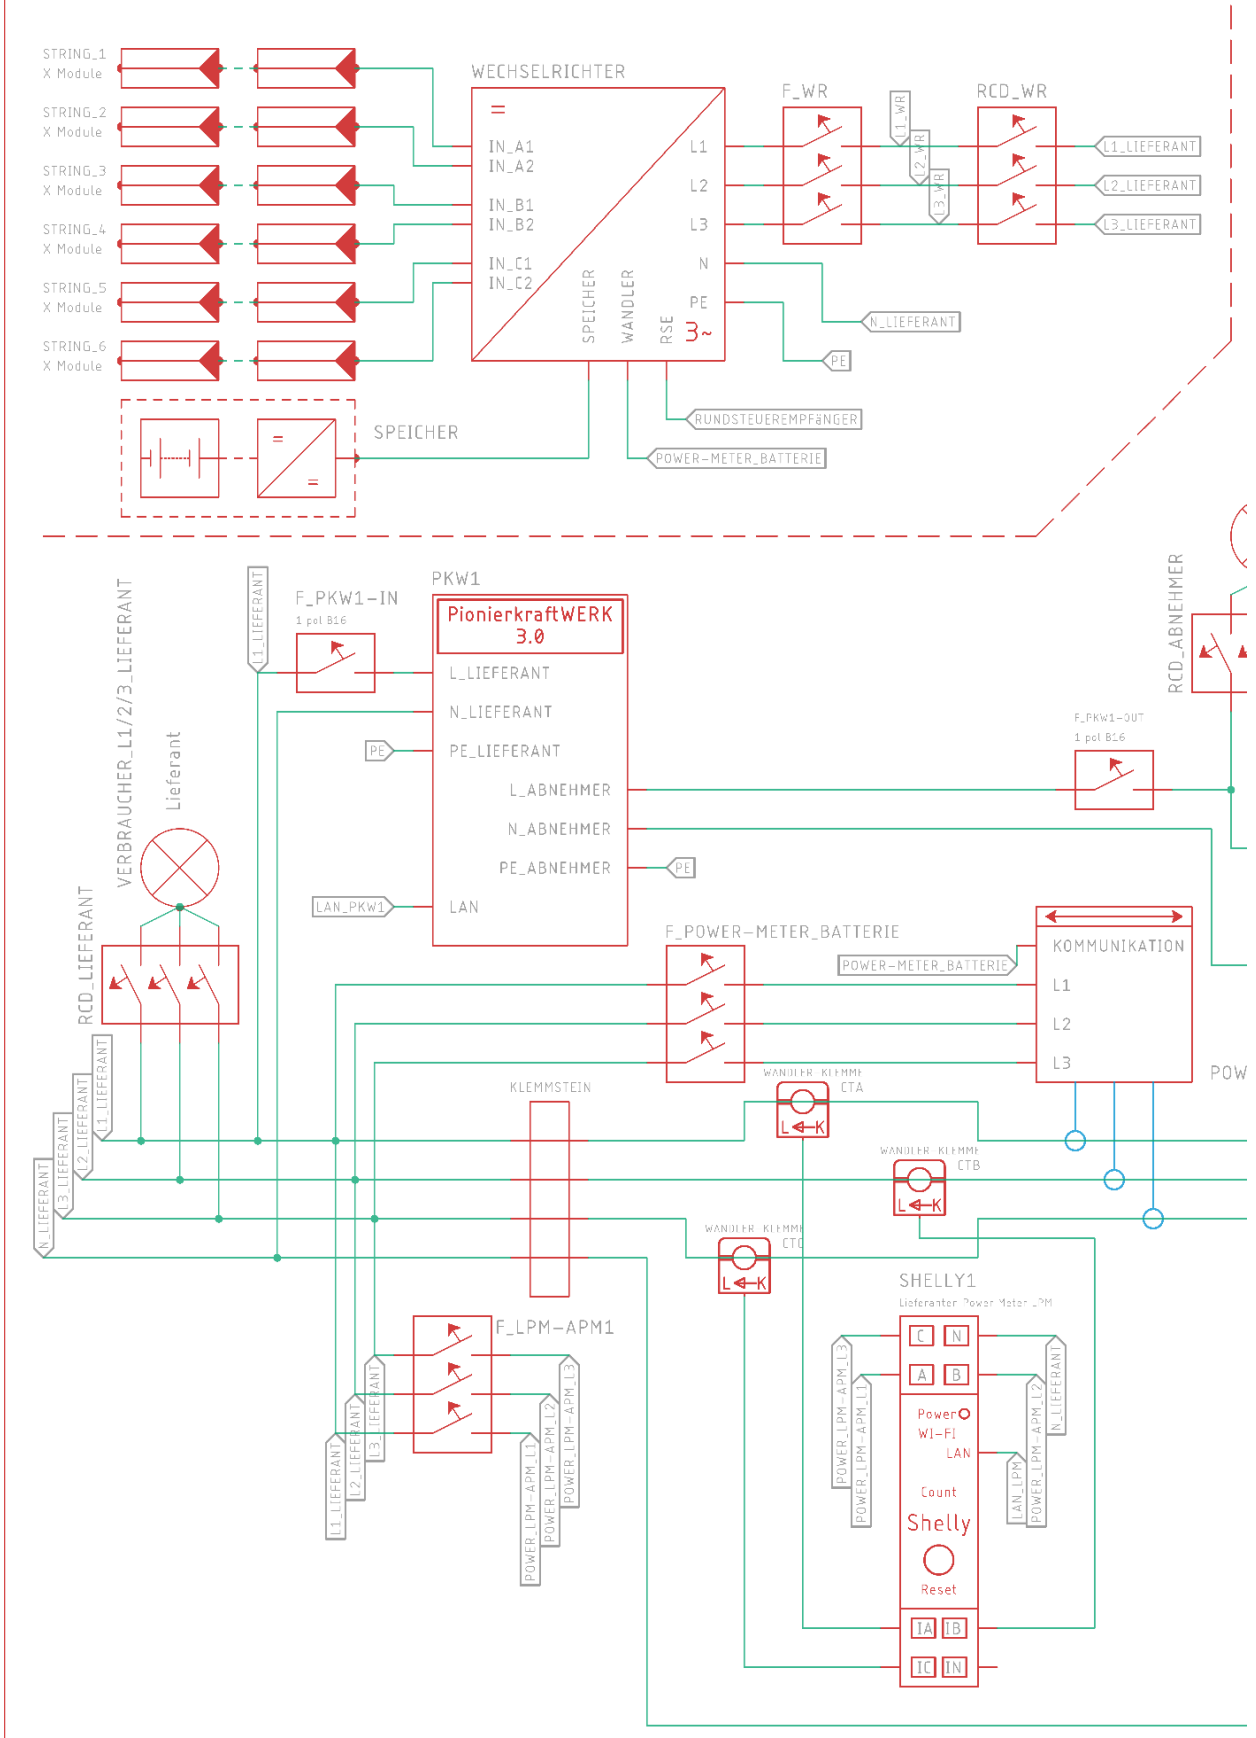 STRING_1
X Module
STRING_2
X Module
STRING_3
X Module
STRING_4
X Module
STRING_5
X Module
STRING_6
X Module
WECHSELRICHTER
=
IN_A1
IN_A2
IN_B1
IN_B2
IN_C1
IN_C2
L1
L2
L3
N
PE
3~
SPEICHER
WANDLER
RSE
F_WR
L1_WR
L2_WR
L3_WR
RCD_WR
L1_LIEFERANT
L2_LIEFERANT
L3_LIEFERANT
N_LIEFERANT
PE
RUNDSTEUEREMPFäNGER
POWER-METER_BATTERIE
SPEICHER
=
=
VERBRAUCHER_L1/2/3_LIEFERANT
Lieferant
RCD_LIEFERANT
L1_LIEFERANT
F_PKW1-IN
1 pol B16
PKW1
PionierkraftWERK
3.0
L_LIEFERANT
N_LIEFERANT
PE_LIEFERANT
L_ABNEHMER
N_ABNEHMER
PE_ABNEHMER
LAN
PE
PE
LAN_PKW1
RCD_ABNEHMER
F_PKW1-OUT
1 pol B16
F_POWER-METER_BATTERIE
POWER-METER_BATTERIE
KOMMUNIKATION
L1
L2
L3
POW
L1_LIEFERANT
L2_LIEFERANT
L3_LIEFERANT
N_LIEFERANT
KLEMMSTEIN
WANDLER KLEMME
CTA
L K
WANDLER KLEMME
CTB
L K
WANDLER KLEMME
CTC
L K
F_LPM-APM1
L1_LIEFERANT
L2_LIEFERANT
L3_LIEFERANT
POWER_LPM-APM_L1
POWER_LPM-APM_L2
POWER_LPM-APM_L3
SHELLY1
Lieferanter Power Meter LPM
C N
A B
Power
WI-FI
LAN
Count
Shelly
Reset
IA IB
IC IN
POWER_LPM-APM_L3
POWER_LPM-APM_L1
LAN_LPM
POWER_LPM-APM_L2
N_LIEFERANT